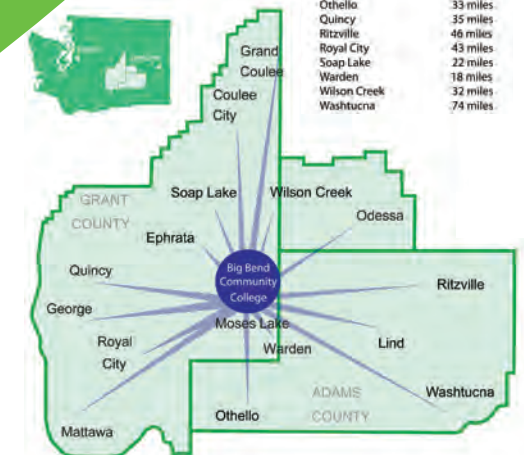 Othello 33 miles
Quincy 35 miles
Ritzville 46 miles
Royal City 43 miles
Soap Lake 22 miles
Warden 18 miles
Wilson Creek 32 miles
Washtucna 74 miles
Grand
Coulee
Coulee
City
Soap Lake
Wilson Creek
GRANT
COUNTY
Odessa
Ephrata
Quincy
Big Bend
Community
College
Ritzville
George
Moses Lake
Royal
City
Warden
Lind
ADAMS
COUNTY
Washtucna
Othello
Mattawa